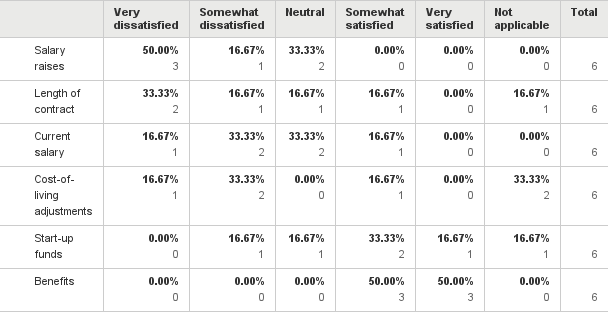 Very dissatisfied Somewhat dissatisfied Neutral Somewhat satisfied Very satisfied Not applicable Total
Salary raises 50.00% 16.67% 33.33% 0.00% 0.00% 0.00%
3 1 2 0 0 0 6
Length of contract 33.33% 16.67% 16.67% 16.67% 0.00% 16.67%
2 1 1 1 0 1 6
Current salary 16.67% 33.33% 33.33% 16.67% 0.00% 0.00%
1 2 2 1 0 0 6
Cost-of-living adjustments 16.67% 33.33% 0.00% 16.67% 0.00% 33.33%
1 2 0 1 0 2 6
Start-up funds 0.00% 16.67% 16.67% 33.33% 16.67% 16.67%
0 1 1 2 1 1 6
Benefits 0.00% 0.00% 0.00% 50.00% 50.00% 0.00%
0 0 0 3 3 0 6